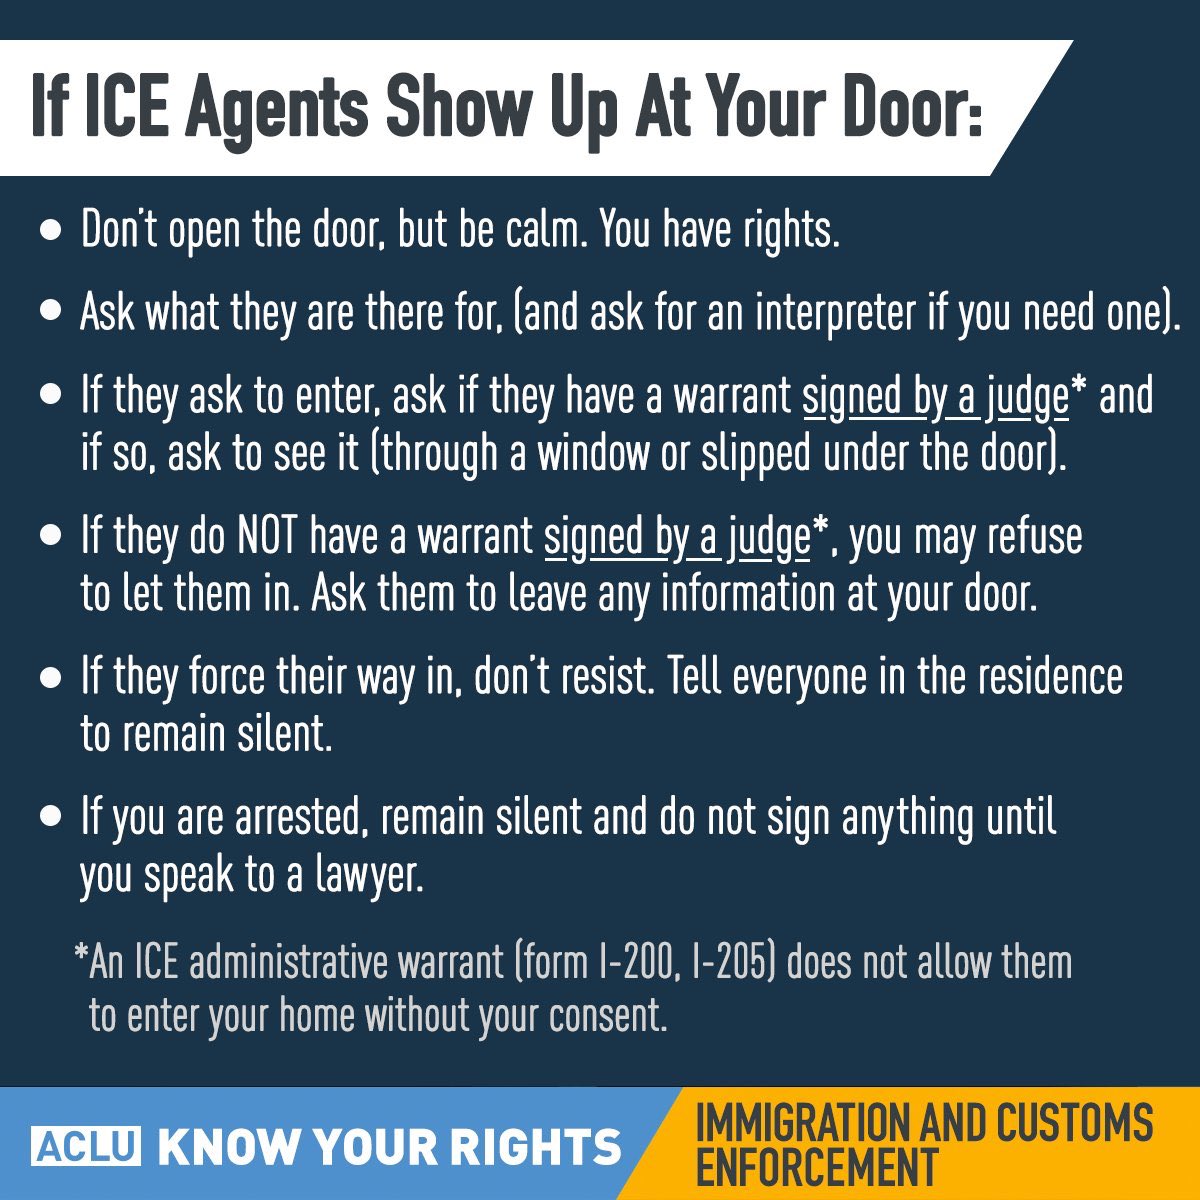 If ICE Agents Show Up At Your Door:
• Don't open the door, but be calm. You have rights.
• Ask what they are there for, (and ask for an interpreter if you need one).
• If they ask to enter, ask if they have a warrant signed by a judge* and
if so, ask to see it (through a window or slipped under the door).
• If they do NOT have a warrant signed by a judge*, you may refuse
to let them in. Ask them to leave any information at your door.
• If they force their way in, don't resist. Tell everyone in the residence
to remain silent.
• If you are arrested, remain silent and do not sign anything until
you speak to a lawyer.
*An ICE administrative warrant (form I-200, I-205) does not allow them
to enter your home without your consent.
ACLU KNOW YOUR RIGHTS
IMMIGRATION AND CUSTOMS
ENFORCEMENT